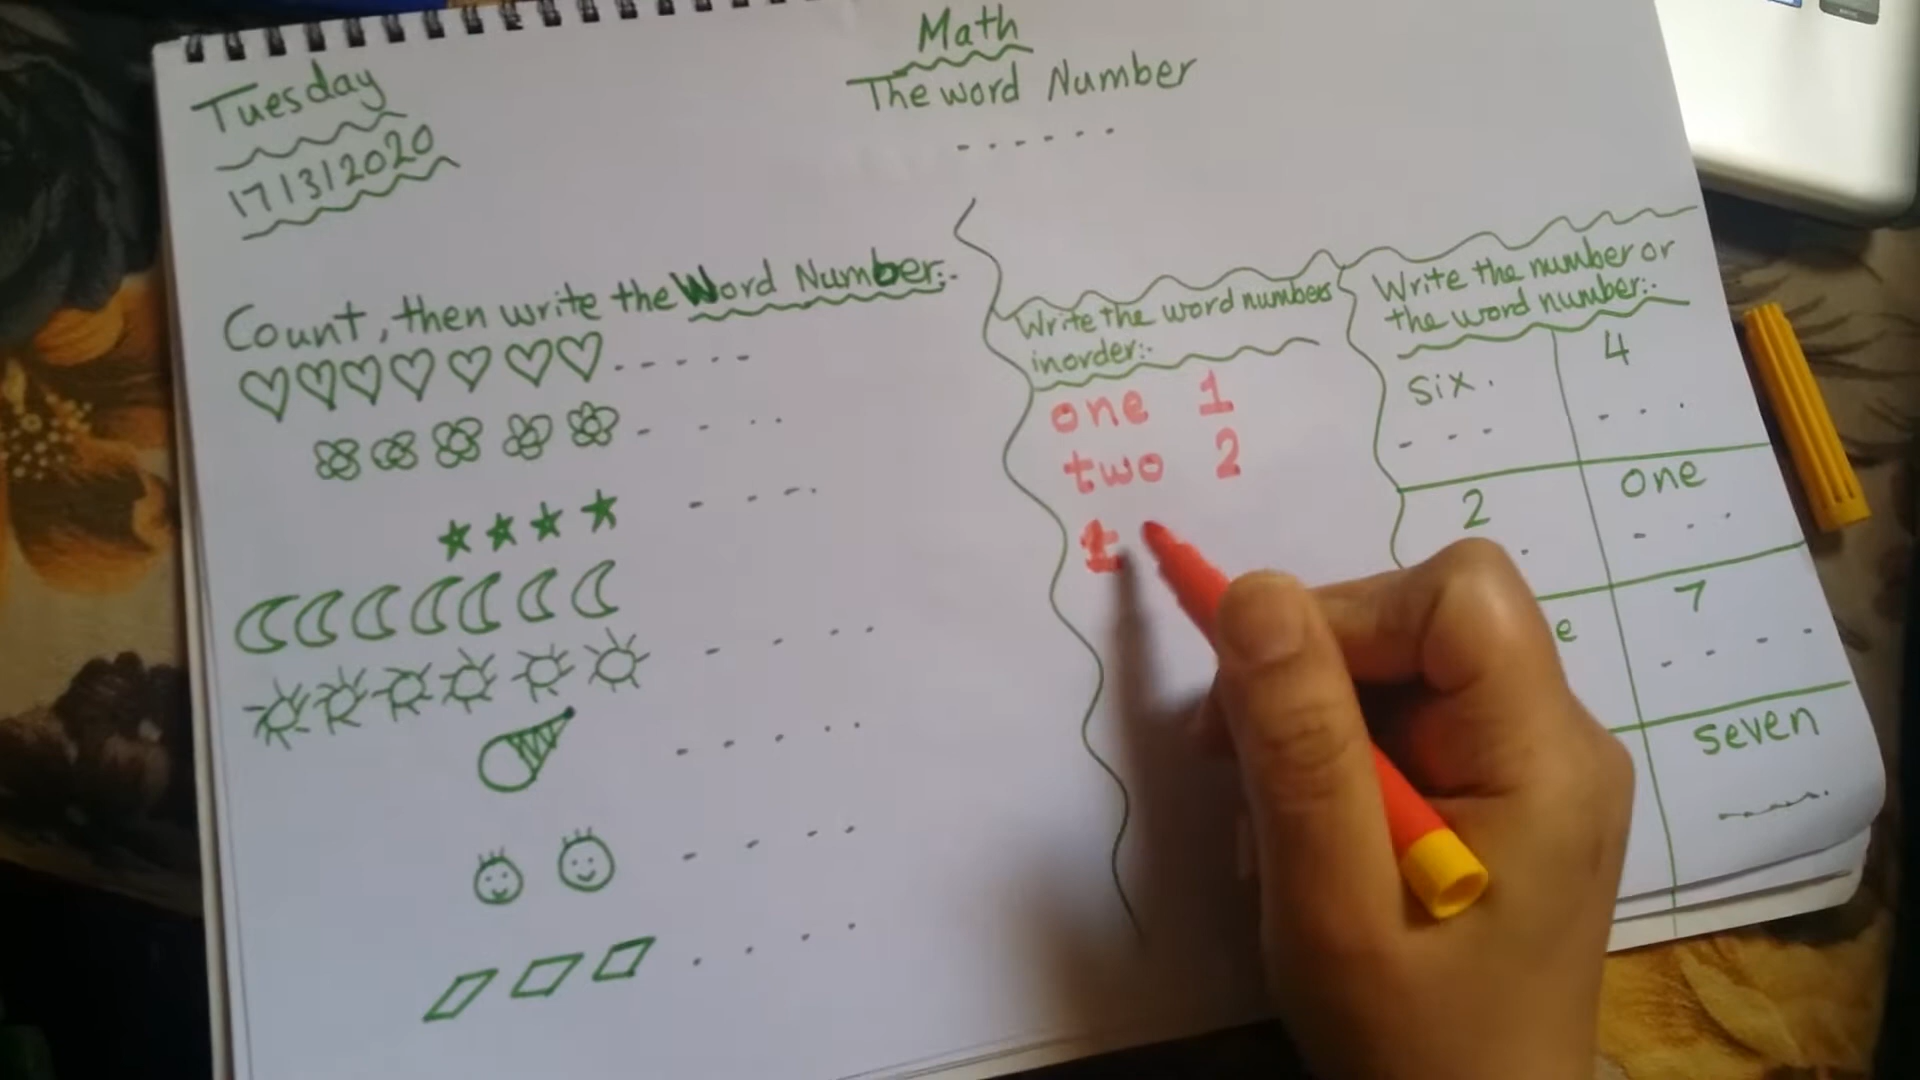 Math
The word Number
Tuesday
17/3/2020
Count, then write the Word Number:.
Write the word numbers
inorder:.
one 1
two 2
t
Write the number or
the word number:.
six.
4
2
one
e
7
seven